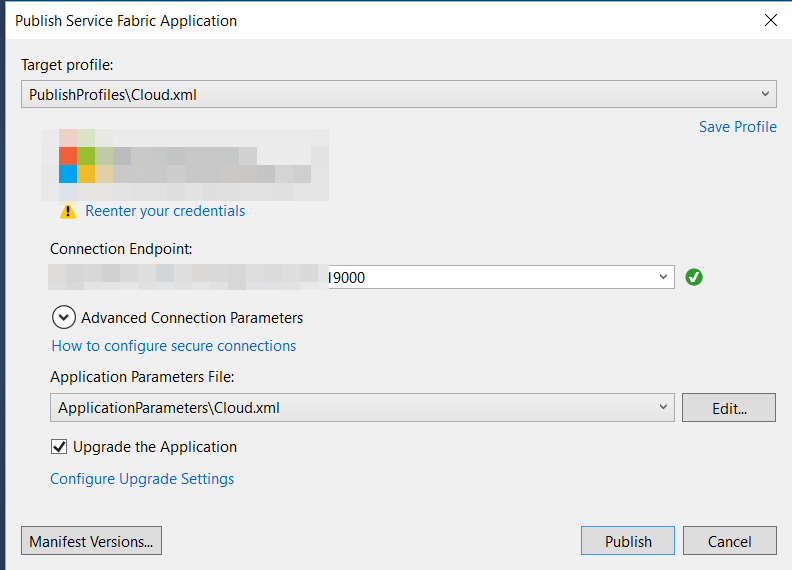 Publish Service Fabric Application
Target profile:
PublishProfiles\Cloud.xml
Save Profile
Reenter your credentials
Connection Endpoint:
19000
Advanced Connection Parameters
How to configure secure connections
Application Parameters File:
ApplicationParameters\Cloud.xml
Edit...
Upgrade the Application
Configure Upgrade Settings
Manifest Versions...
Publish
Cancel